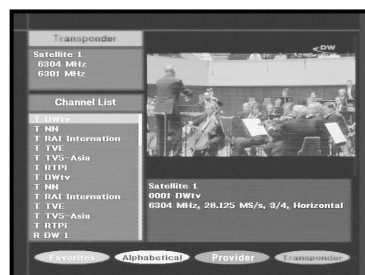 Transponder
Satellite 1
6304 MHz
6301 MHz
Channel List
T DWtv
T NN
T RAI Internation
T TVE
T TV5-Asia
T RTPi
T DWtv
T NN
T RAI Internation
T TVE
T TV5-Asia
T RTPi
R DW 1
DW
Satellite 1
0001 DWtv
6304 MHz, 28.125 MS/s, 3/4, Horizontal
Favorites
Alphabetical
Provider
Transponder